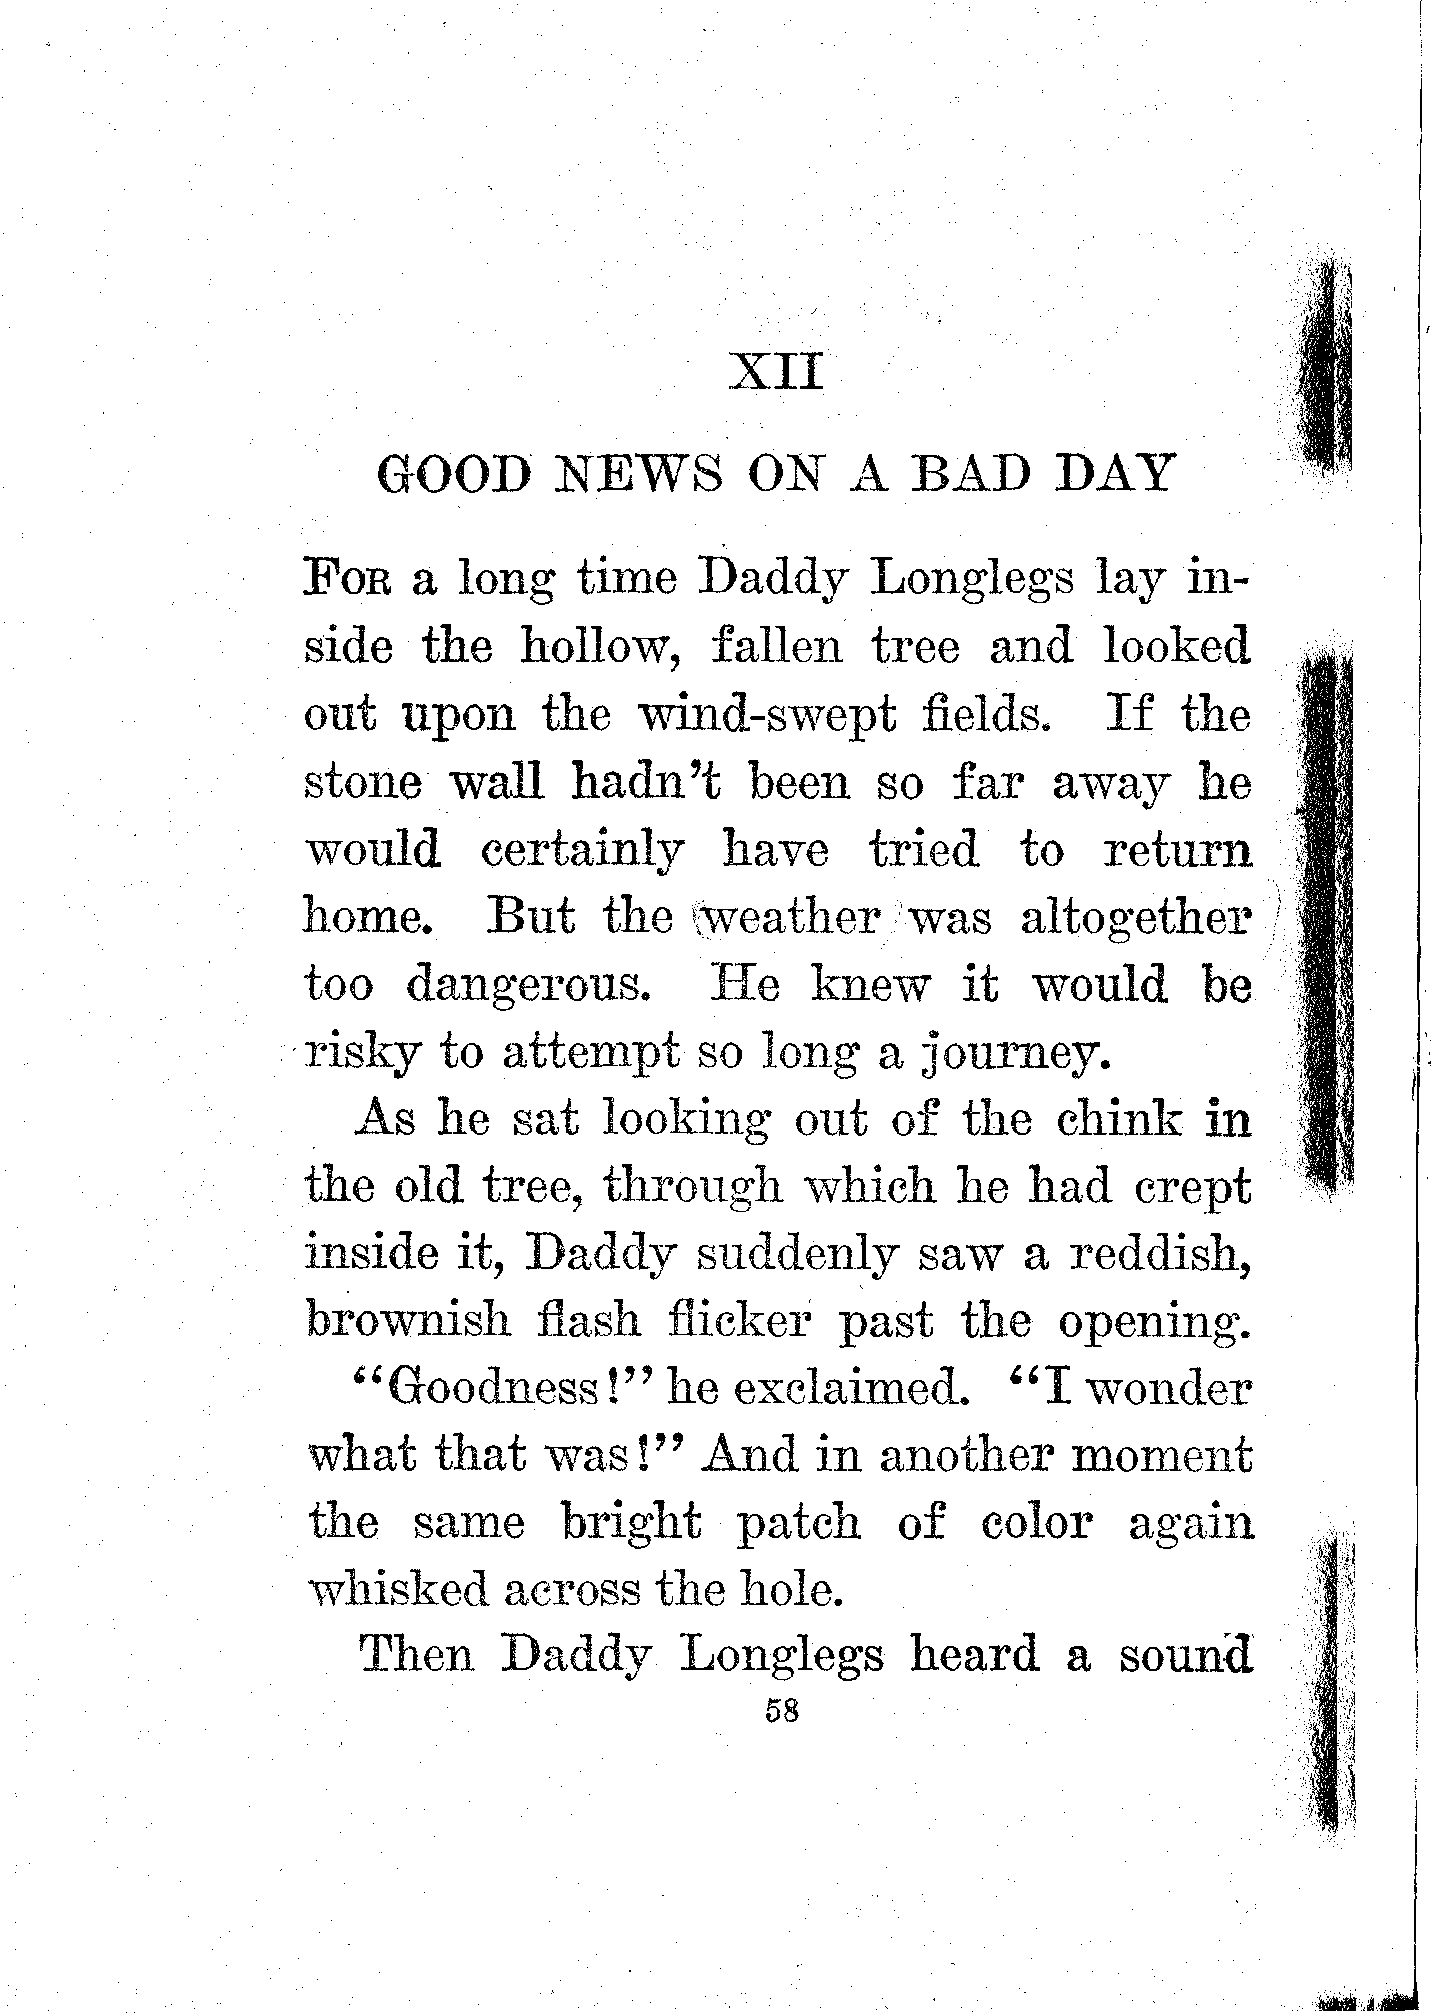 XII
GOOD NEWS ON A BAD DAY
For a long time Daddy Longlegs lay in-
side the hollow, fallen tree and looked
out upon the wind-swept fields. If the
stone wall hadn't been so far away he
would certainly have tried to return
home. But the weather was altogether
too dangerous. He knew it would be
risky to attempt so long a journey.
As he sat looking out of the chink in
the old tree, through which he had crept
inside it, Daddy suddenly saw a reddish,
brownish flash flicker past the opening.
"Goodness!" he exclaimed. "I wonder
what that was!" And in another moment
the same bright patch of color again
whisked across the hole.
Then Daddy Longlegs heard a sound
58